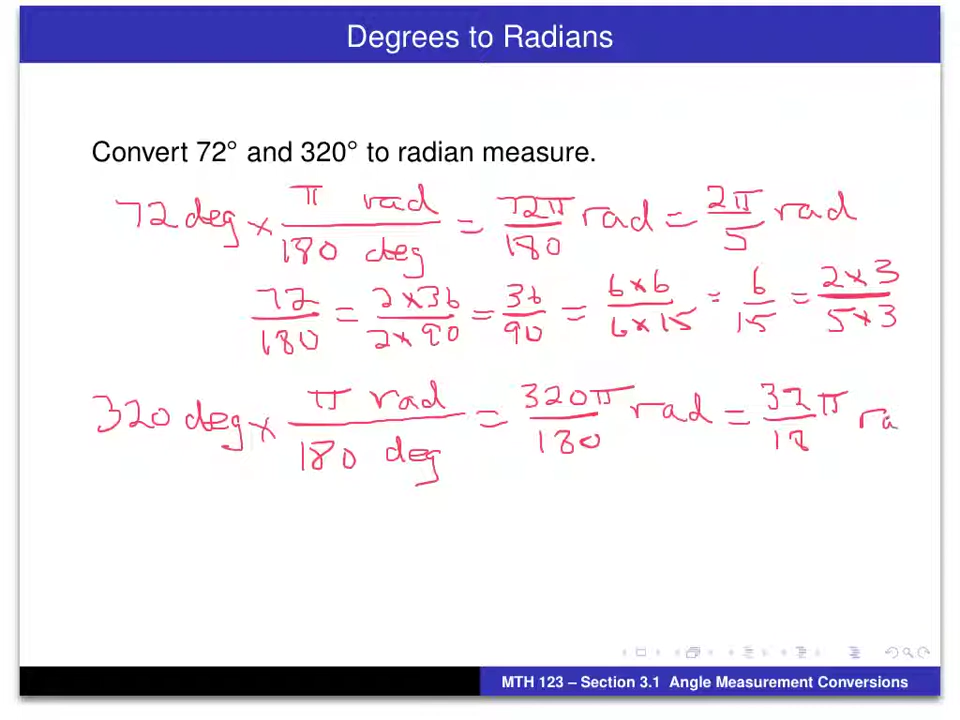 Degrees to Radians
Convert 72° and 320° to radian measure.
72 deg × π rad / 180 deg = 72π / 180 rad = 2π / 5 rad
72 / 180 = 2×36 / 2×90 = 36 / 90 = 6×6 / 6×15 = 6 / 15 = 2×3 / 5×3
320 deg × π rad / 180 deg = 320π / 180 rad = 32π / 18 ra
MTH 123 – Section 3.1 Angle Measurement Conversions